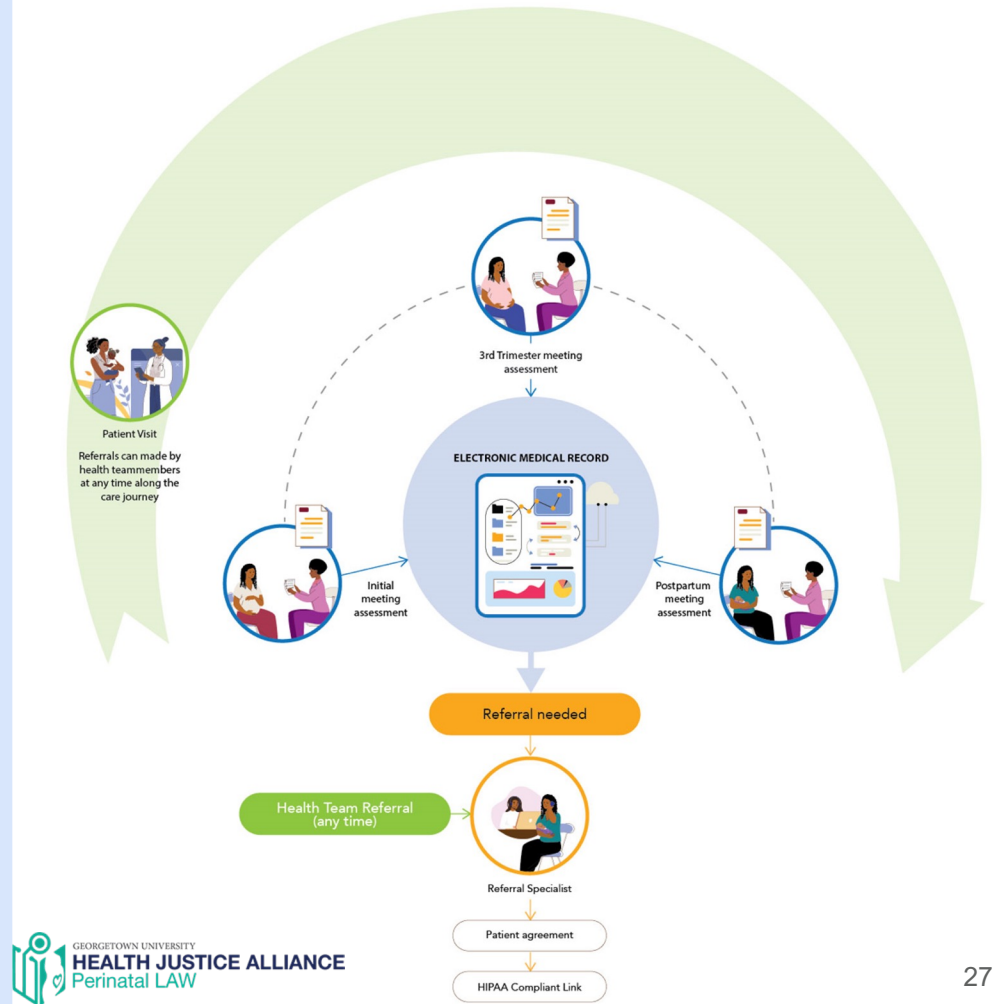 3rd Trimester meeting
assessment
Patient Visit
Referrals can made by
health teammembers
at any time along the
care journey
ELECTRONIC MEDICAL RECORD
Initial
meeting
assessment
Postpartum
meeting
assessment
Referral needed
Health Team Referral
(any time)
Referral Specialist
Patient agreement
HIPAA Compliant Link
GEORGETOWN UNIVERSITY
HEALTH JUSTICE ALLIANCE
Perinatal LAW
27